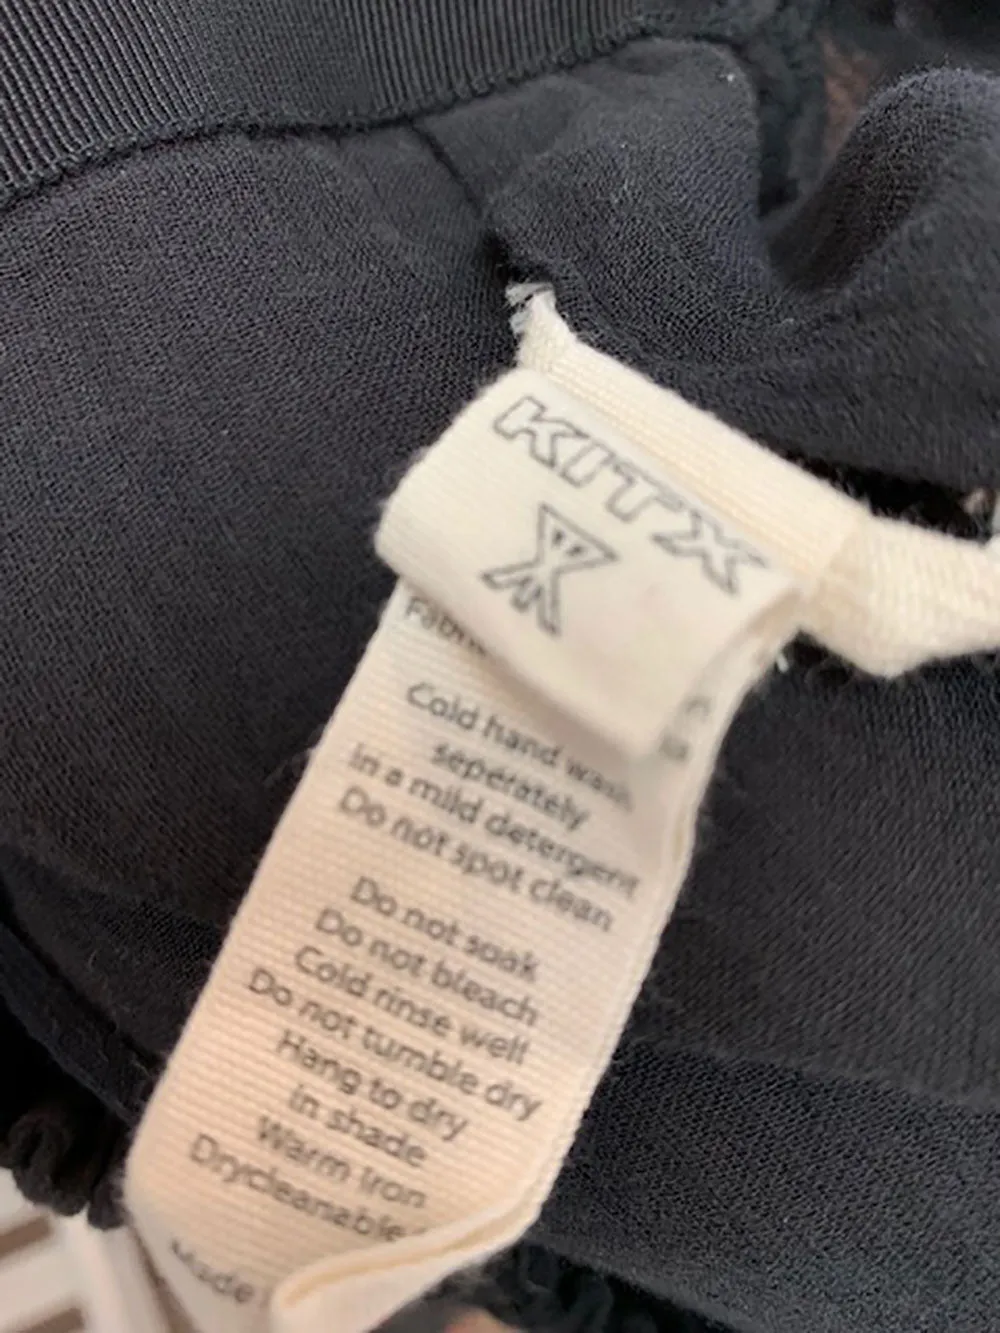 KITX
Cold hand wash
seperately
in a mild detergent
Do not spot clean
Do not soak
Do not bleach
Cold rinse well
Do not tumble dry
Hang to dry
in shade
Warm iron
Drycleanable
Made